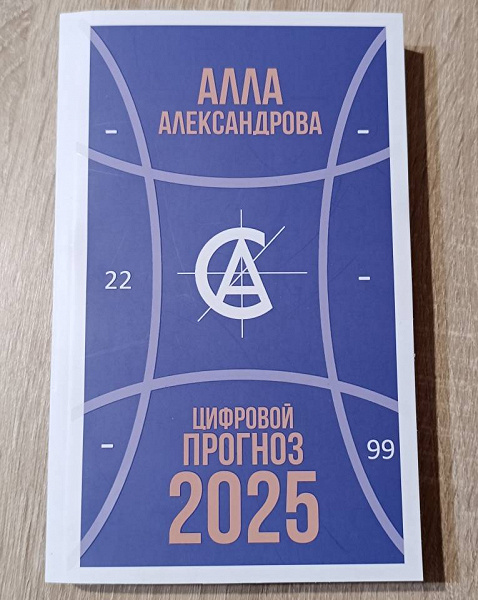 АЛЛА
АЛЕКСАНДРОВА
- -
СА
22 -
ЦИФРОВОЙ
ПРОГНОЗ
- 99
2025